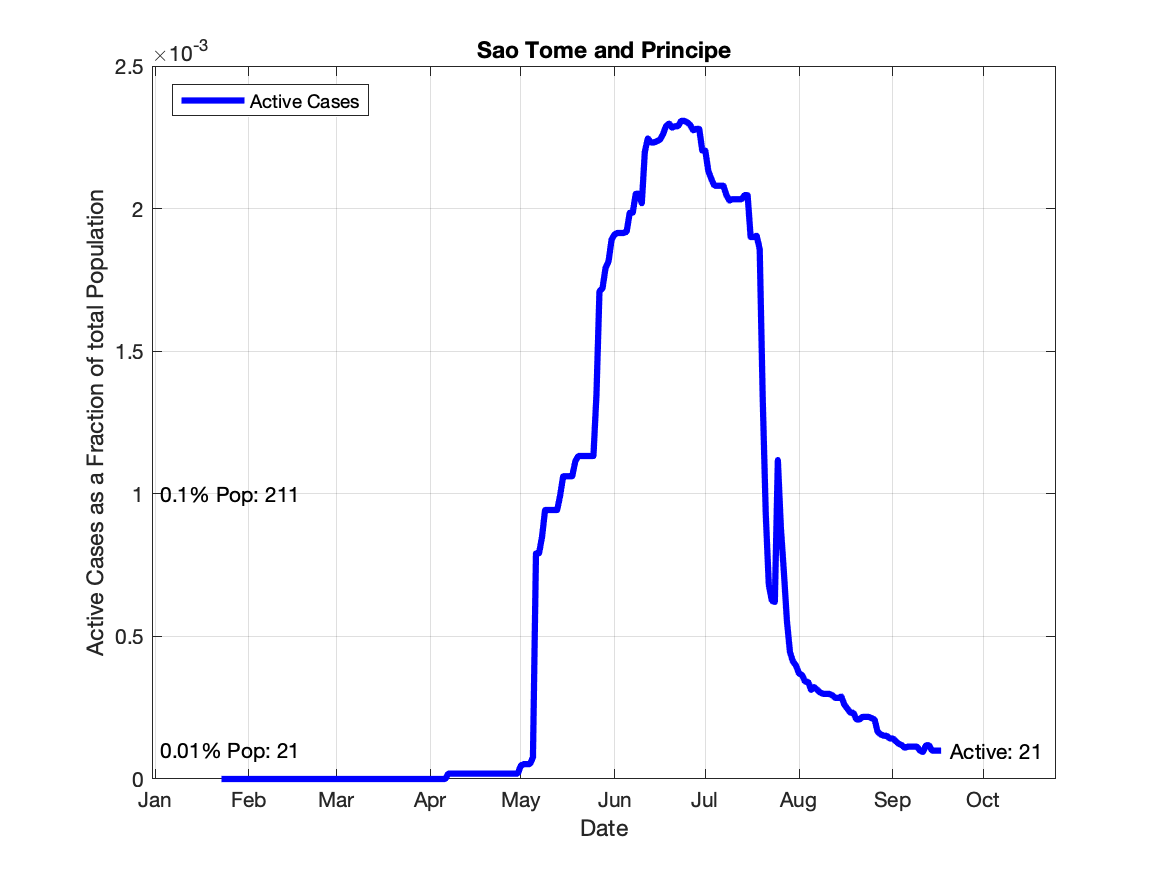 Sao Tome and Principe
×10-3
2.5
2
1.5
1
0.5
0
Active Cases as a Fraction of total Population
Active Cases
0.1% Pop: 211
0.01% Pop: 21
Active: 21
Jan Feb Mar Apr May Jun Jul Aug Sep Oct
Date